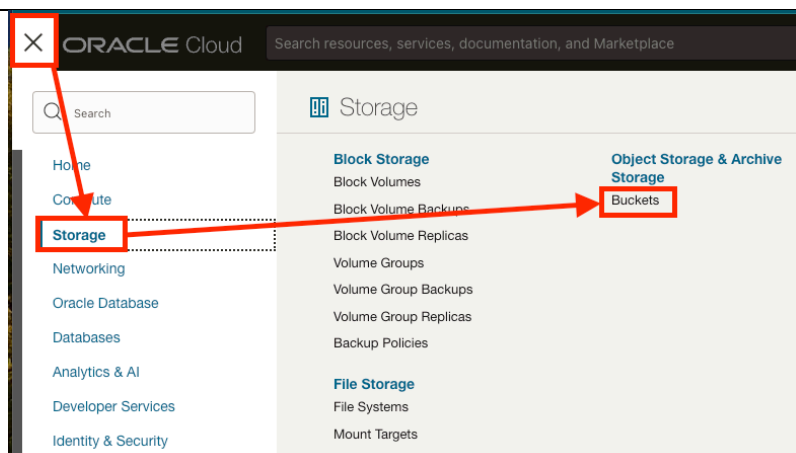 ORACLE Cloud
Search resources, services, documentation, and Marketplace
Search
Home
Compute
Storage
Networking
Oracle Database
Databases
Analytics & AI
Developer Services
Identity & Security
Storage
Block Storage
Block Volumes
Block Volume Backups
Block Volume Replicas
Volume Groups
Volume Group Backups
Volume Group Replicas
Backup Policies
File Storage
File Systems
Mount Targets
Object Storage & Archive
Storage
Buckets